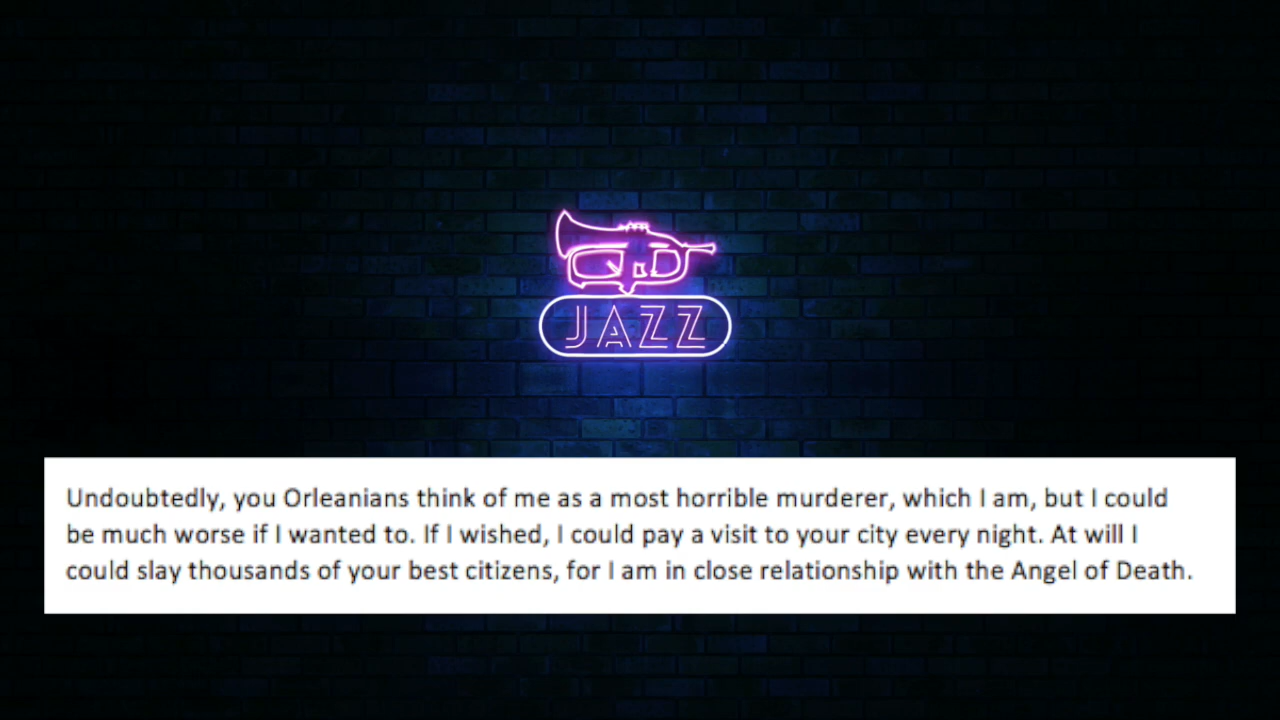 JAZZ
Undoubtedly, you Orleanians think of me as a most horrible murderer, which I am, but I could
be much worse if I wanted to. If I wished, I could pay a visit to your city every night. At will I
could slay thousands of your best citizens, for I am in close relationship with the Angel of Death.